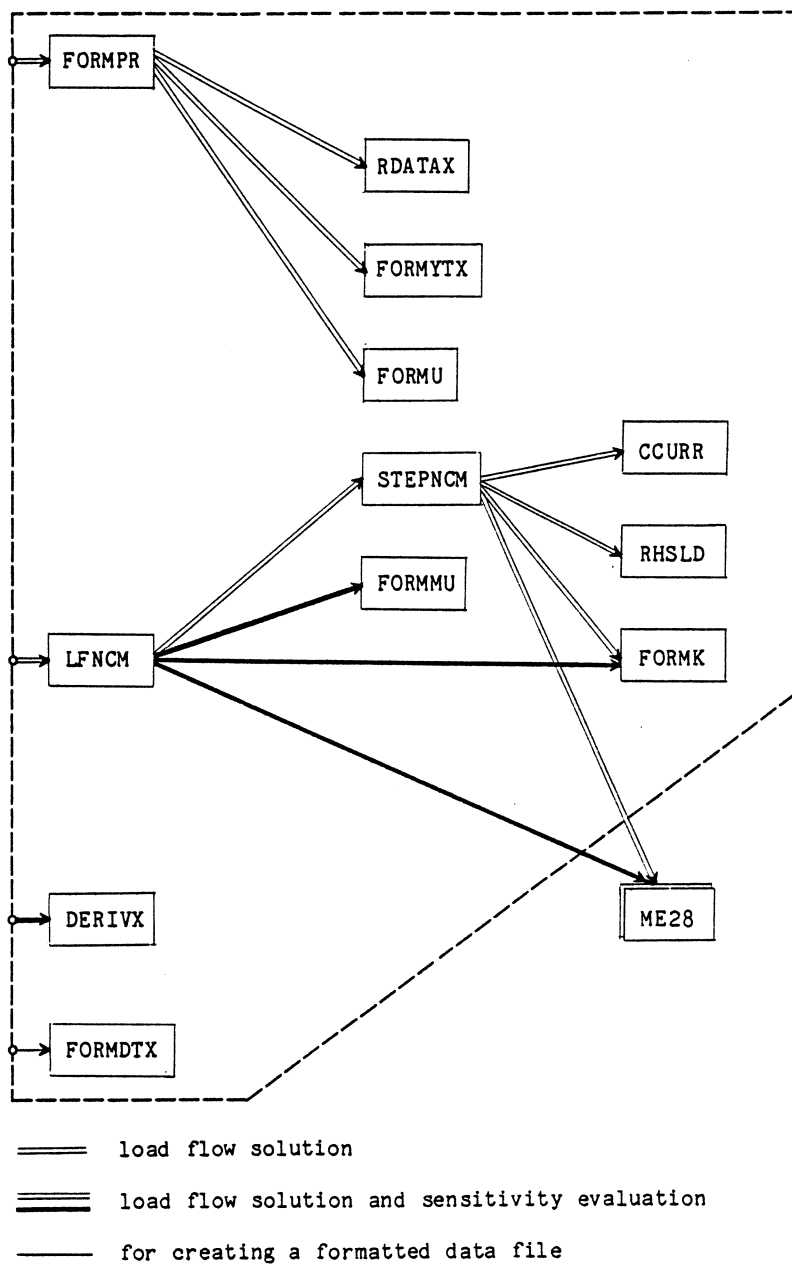 FORMPR
RDATAX
FORMYTX
FORMU
CCURR
STEPNCM
RHSLD
FORMMU
LFNCM
FORMK
DERIVX
ME28
FORMDTX
load flow solution
load flow solution and sensitivity evaluation
for creating a formatted data file